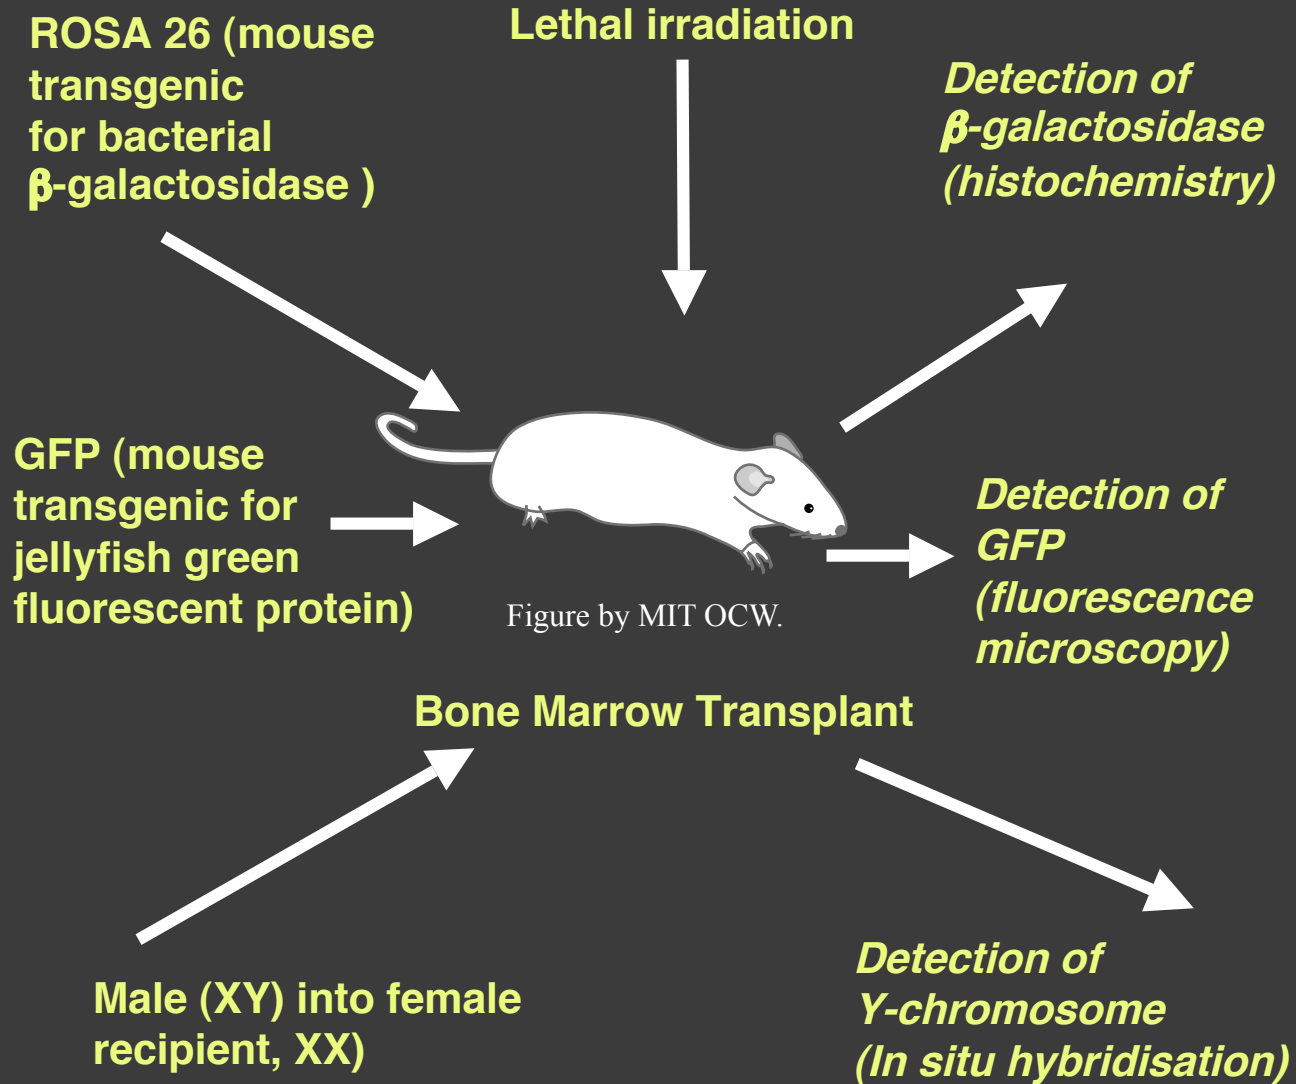 ROSA 26 (mouse
transgenic
for bacterial
β-galactosidase )
Lethal irradiation
Detection of
β-galactosidase
(histochemistry)
GFP (mouse
transgenic for
jellyfish green
fluorescent protein)
Figure by MIT OCW.
Detection of
GFP
(fluorescence
microscopy)
Bone Marrow Transplant
Male (XY) into female
recipient, XX)
Detection of
Y-chromosome
(In situ hybridisation)